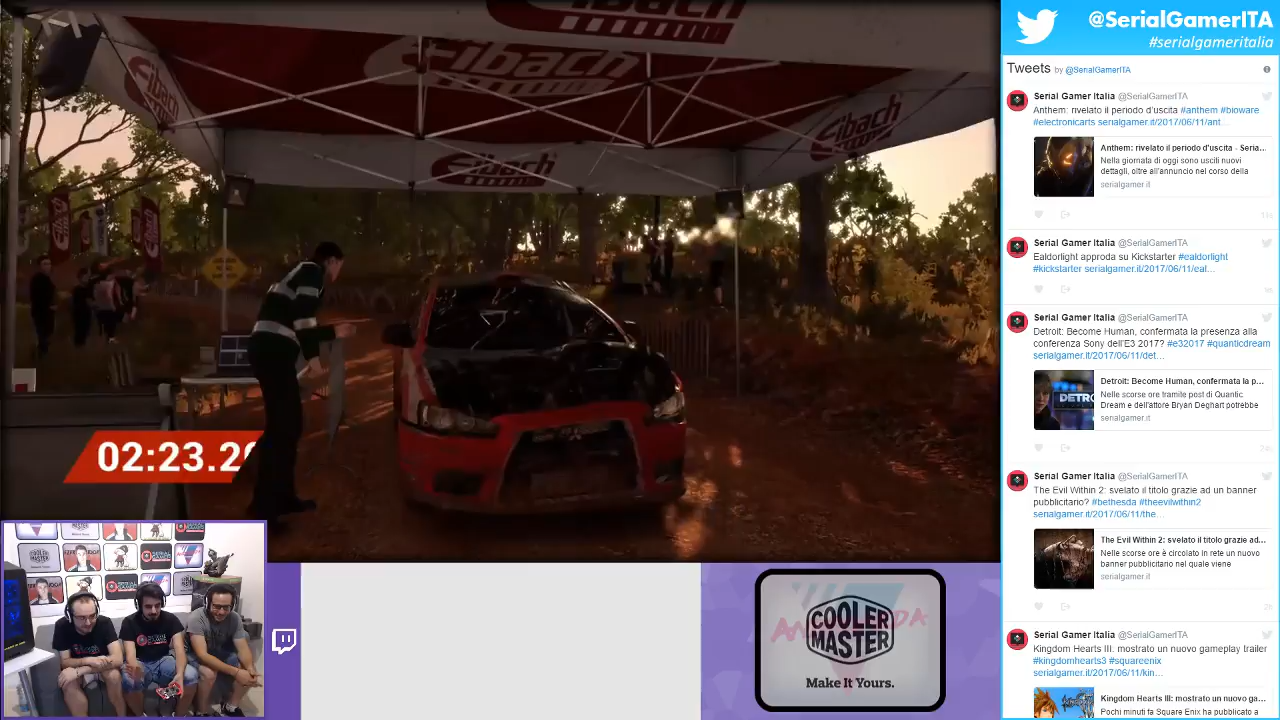 Eibach
Eibach
Eibach
Eibach
02:23.2
COOLER
MASTER
Make It Yours.
@SerialGamerITA
#serialgameritalia
Tweets by @SerialGamerITA
Serial Gamer Italia @SerialGamerITA
Anthem: rivelato il periodo d'uscita #anthem #bioware
#electronicarts serialgamer.it/2017/06/11/ant…
Anthem: rivelato il periodo d'uscita - Seria...
Nella giornata di oggi sono usciti nuovi
dettagli, oltre all'annuncio nel corso della
serialgamer.it
Serial Gamer Italia @SerialGamerITA
Ealdorlight approda su Kickstarter #ealdorlight
#kickstarter serialgamer.it/2017/06/11/eal…
Serial Gamer Italia @SerialGamerITA
Detroit: Become Human, confermata la presenza alla
conferenza Sony dell'E3 2017? #e32017 #quanticdream
serialgamer.it/2017/06/11/det…
Detroit: Become Human, confermata la p...
Nelle scorse ore tramite post di Quantic
Dream e dell'attore Bryan Deghart potrebbe
serialgamer.it
Serial Gamer Italia @SerialGamerITA
The Evil Within 2: svelato il titolo grazie ad un banner
pubblicitario? #bethesda #theevilwithin2
serialgamer.it/2017/06/11/the…
The Evil Within 2: svelato il titolo grazie ad...
Nelle scorse ore è circolato in rete un nuovo
banner pubblicitario nel quale viene
serialgamer.it
Serial Gamer Italia @SerialGamerITA
Kingdom Hearts III: mostrato un nuovo gameplay trailer
#kingdomhearts3 #squareenix
serialgamer.it/2017/06/11/kin…
Kingdom Hearts III: mostrato un nuovo ga...
Pochi minuti fa Square Enix ha pubblicato a